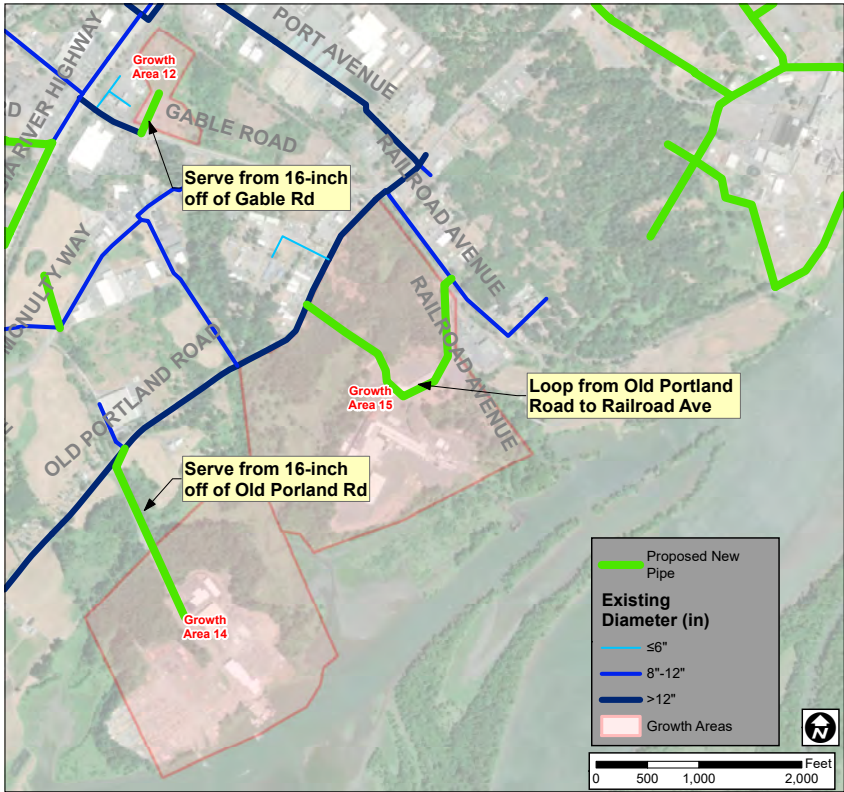 PORT AVENUE
Growth
Area 12
IA RIVER HIGHWAY
RD
GABLE ROAD
RAILROAD AVENUE
Serve from 16-inch
off of Gable Rd
MCNULTY WAY
RAILROAD AVENUE
OLD PORTLAND ROAD
Growth
Area 15
Loop from Old Portland
Road to Railroad Ave
Serve from 16-inch
off of Old Porland Rd
Growth
Area 14
Proposed New
Pipe
Existing
Diameter (in)
≤6"
8"-12"
>12"
Growth Areas
N
Feet
0 500 1,000 2,000